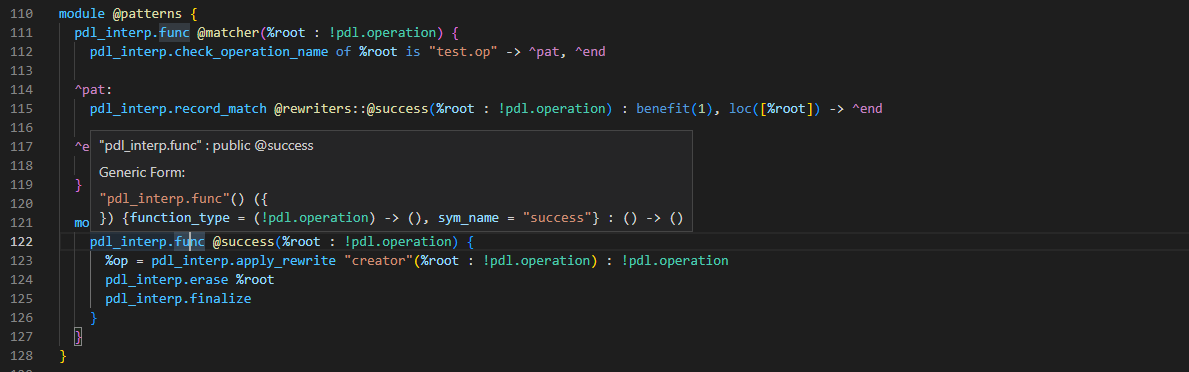 110 module @patterns {
111 pdl_interp.func @matcher(%root : !pdl.operation) {
112 pdl_interp.check_operation_name of %root is "test.op" -> ^pat, ^end
113
114 ^pat:
115 pdl_interp.record_match @rewriters::@success(%root : !pdl.operation) : benefit(1), loc([%root]) -> ^end
116
117 ^e
"pdl_interp.func" : public @success
118
Generic Form:
119 }
"pdl_interp.func"() ({
120
}) {function_type = (!pdl.operation) -> (), sym_name = "success"} : () -> ()
121 mo
122 pdl_interp.func @success(%root : !pdl.operation) {
123 %op = pdl_interp.apply_rewrite "creator"(%root : !pdl.operation) : !pdl.operation
124 pdl_interp.erase %root
125 pdl_interp.finalize
126 }
127 }
128 }